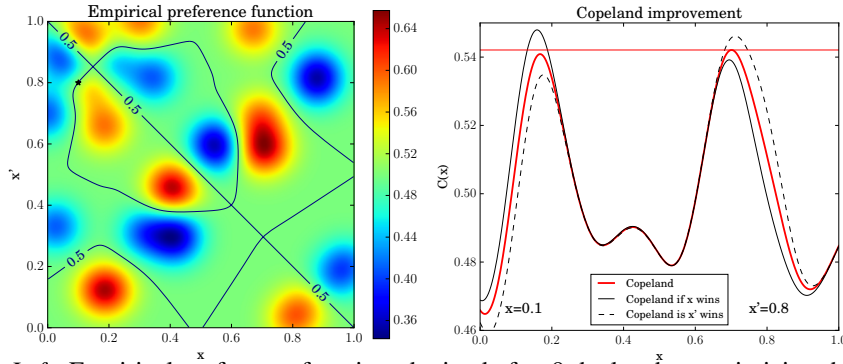 Empirical preference function
1.0
0.8
0.6
0.4
0.2
0.0
x'
0.0 0.2 0.4 0.6 0.8 1.0
x
0.5
0.5
0.5
0.5
0.5
0.64
0.60
0.56
0.52
0.48
0.44
0.40
0.36
Copeland improvement
0.54
0.52
0.50
0.48
0.46
C(x)
0.0 0.2 0.4 0.6 0.8 1.0
x
x=0.1
x'=0.8
Copeland
Copeland if x wins
Copeland is x' wins